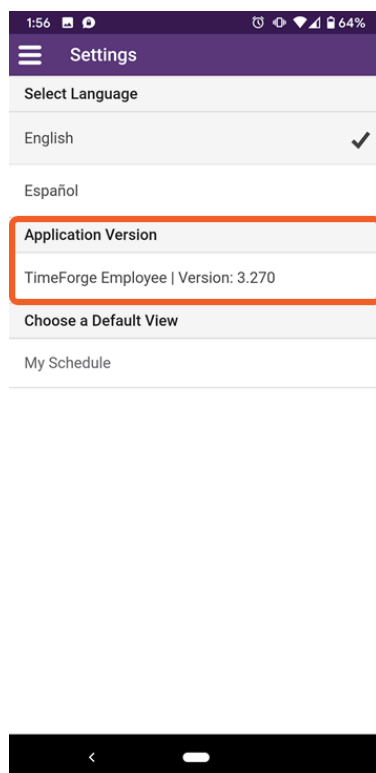 1:56 64%
Settings
Select Language
English
Español
Application Version
TimeForge Employee | Version: 3.270
Choose a Default View
My Schedule